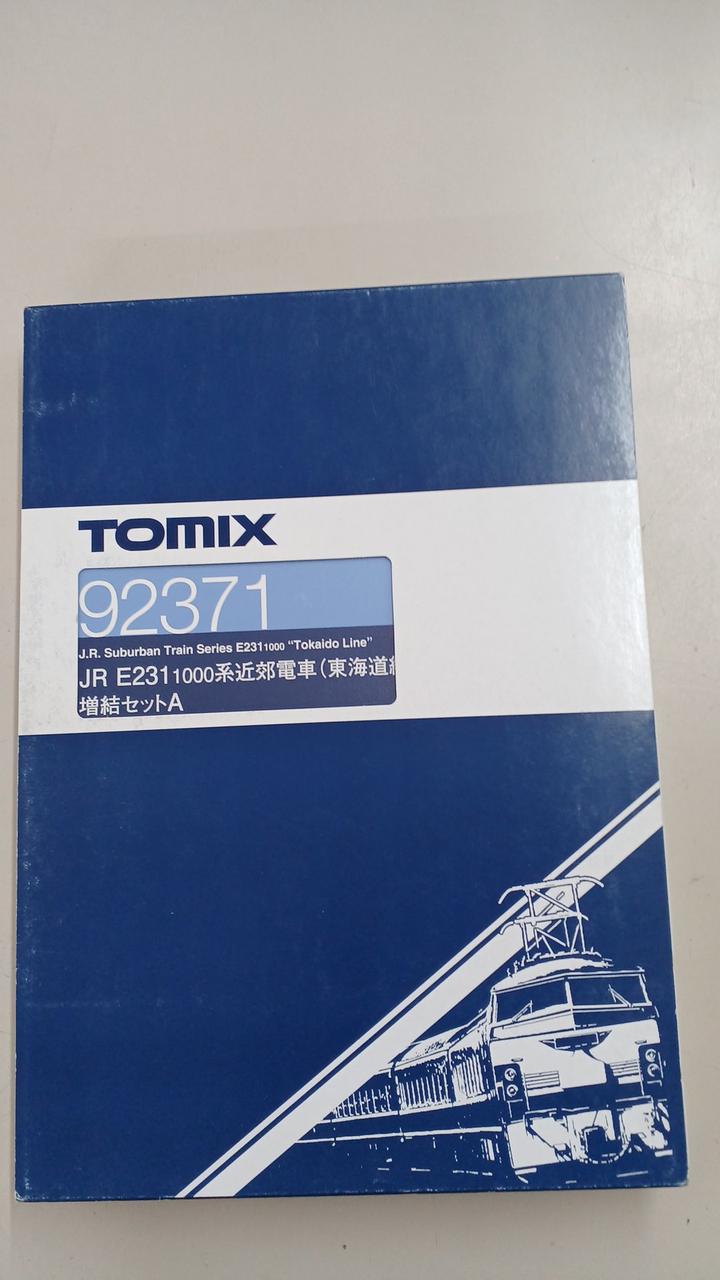 TOMIX
92371
J.R. Suburban Train Series E231 1000 "Tokaido Line"
JR E231 1000系近郊電車(東海道
増結セットA